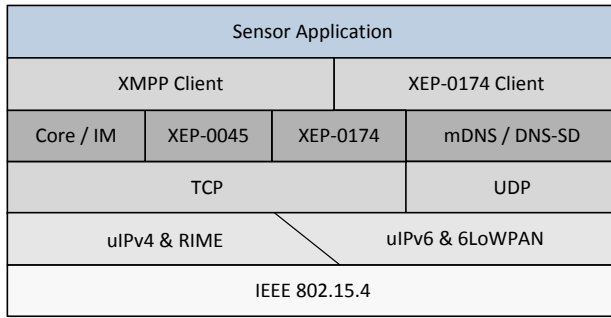 Sensor Application
XMPP Client
XEP-0174 Client
Core / IM
XEP-0045
XEP-0174
mDNS / DNS-SD
TCP
UDP
uIPv4 & RIME
uIPv6 & 6LoWPAN
IEEE 802.15.4